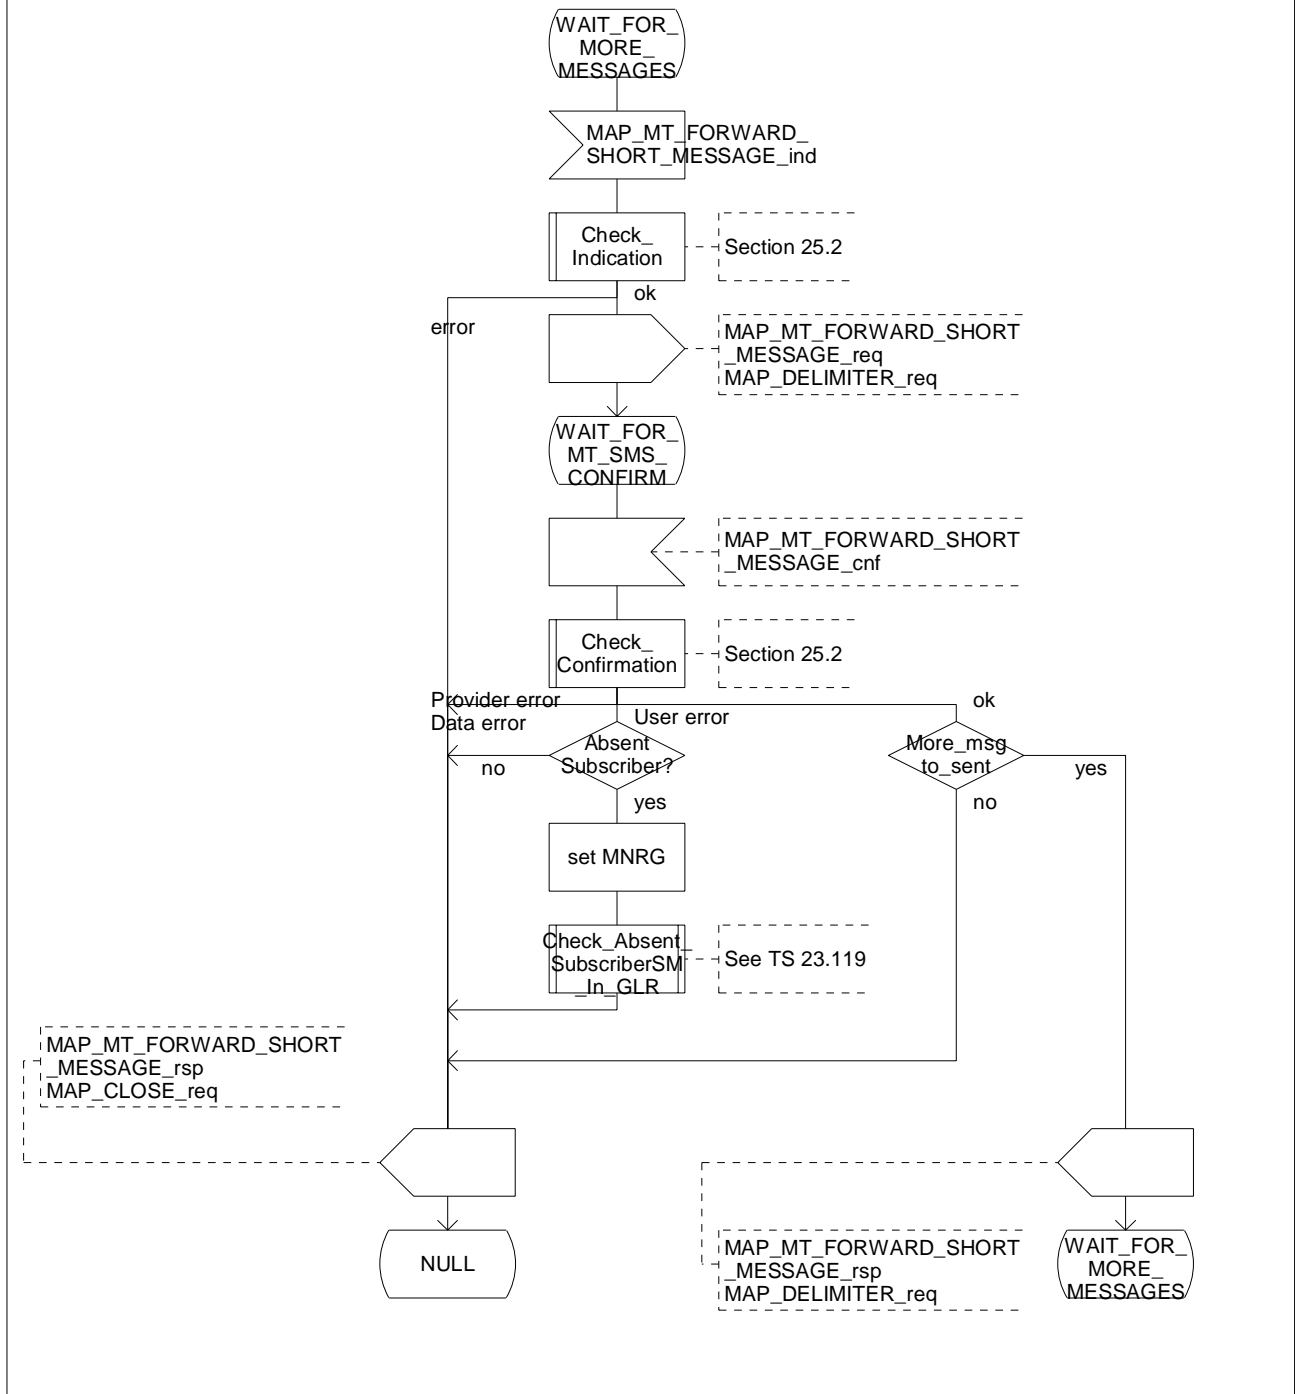 WAIT_FOR_
MORE_
MESSAGES
MAP_MT_FORWARD_
SHORT_MESSAGE_ind
Check_
Indication
Section 25.2
ok
error
MAP_MT_FORWARD_SHORT
_MESSAGE_req
MAP_DELIMITER_req
WAIT_FOR_
MT_SMS_
CONFIRM
MAP_MT_FORWARD_SHORT
_MESSAGE_cnf
Check_
Confirmation
Section 25.2
Provider error
Data error
User error
ok
Absent
Subscriber?
no
yes
More_msg
to_sent
yes
no
set MNRG
Check_Absent_
SubscriberSM
_In_GLR
See TS 23.119
MAP_MT_FORWARD_SHORT
_MESSAGE_rsp
MAP_CLOSE_req
NULL
MAP_MT_FORWARD_SHORT
_MESSAGE_rsp
MAP_DELIMITER_req
WAIT_FOR_
MORE_
MESSAGES